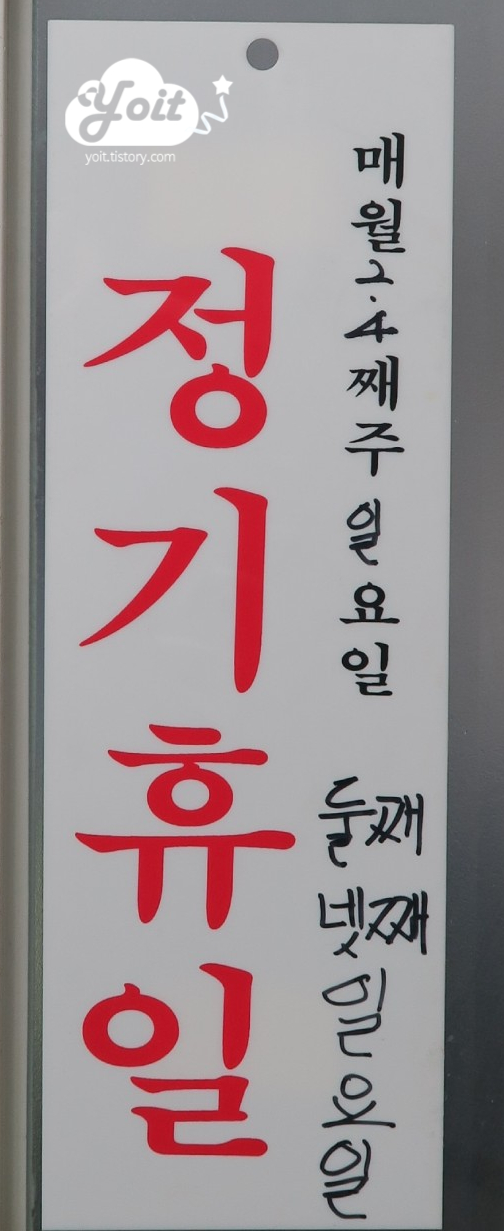 Yoit
yoit.tistory.com
정기휴일
매월 2.4째주 일요일
둘째
넷째
일요일